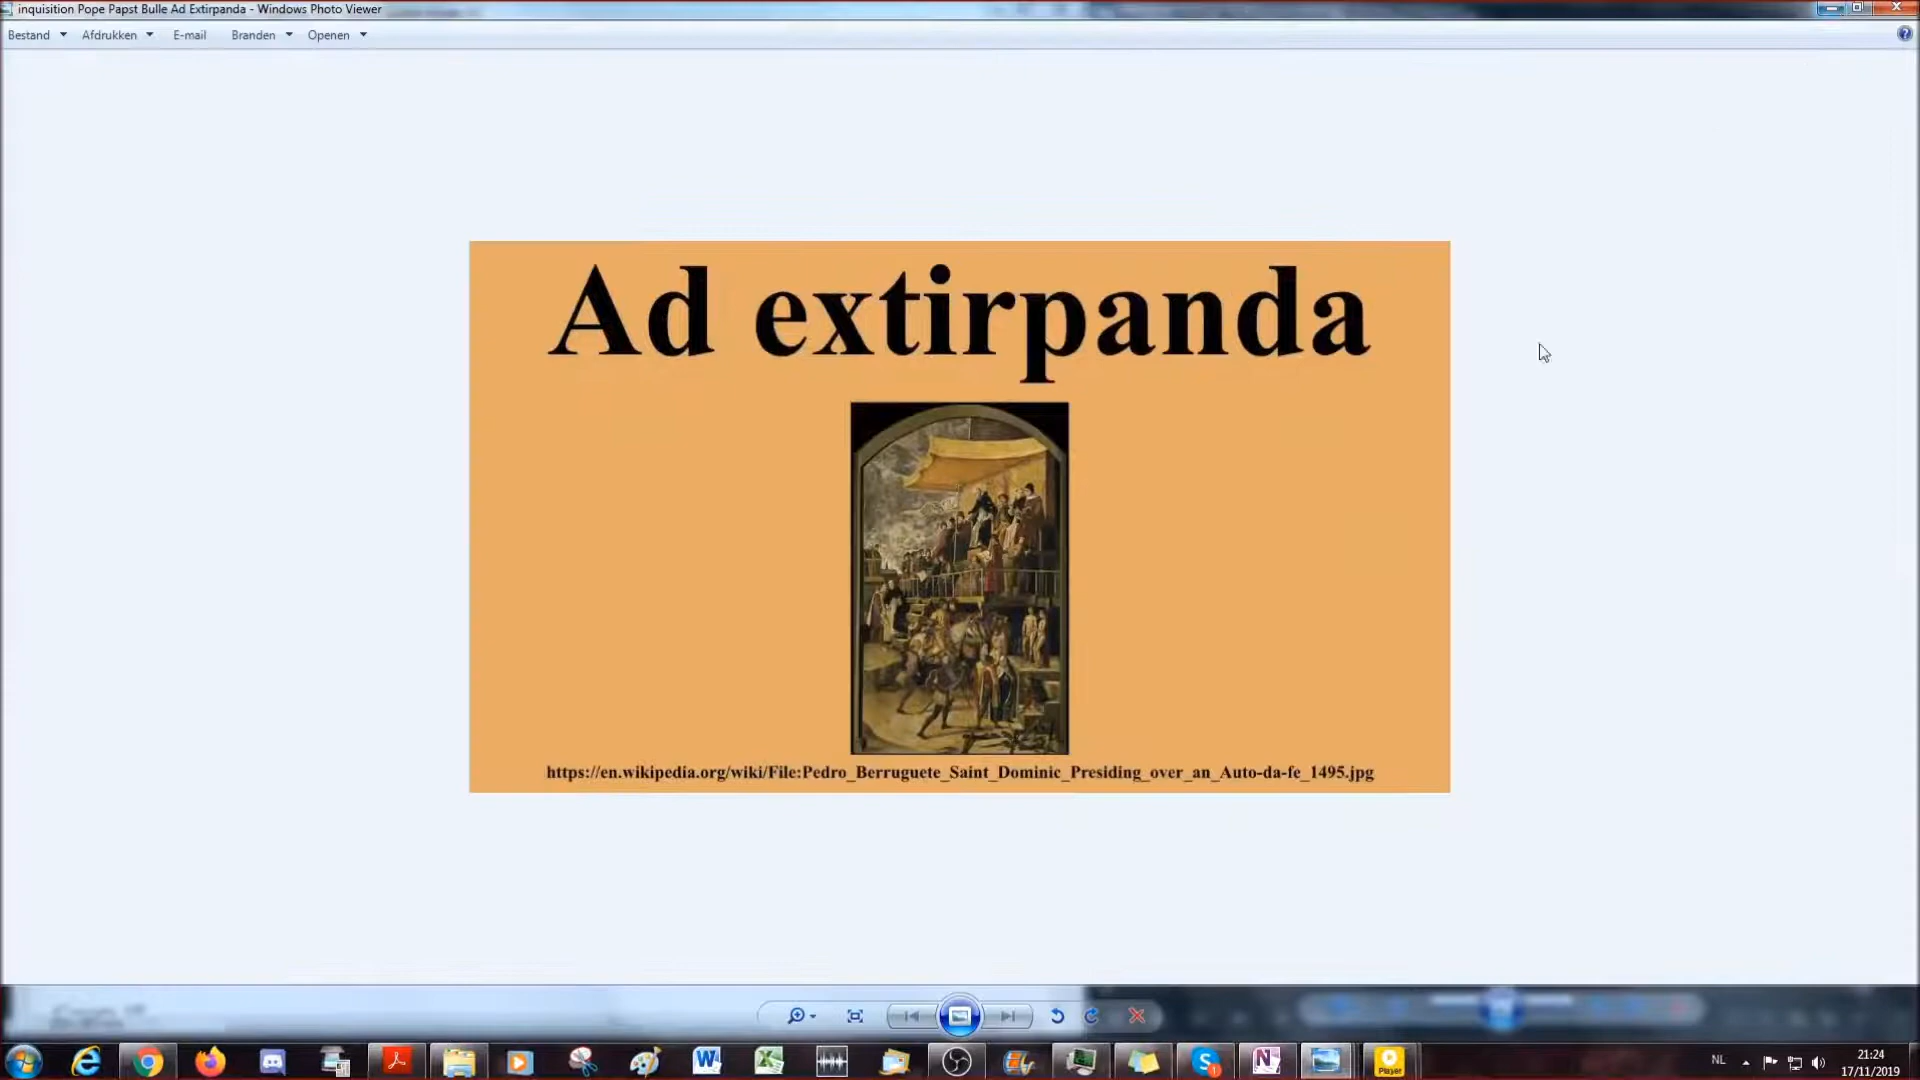 inquisition Pope Papst Bulle Ad Extirpanda - Windows Photo Viewer
Bestand Afdrukken E-mail Branden Openen
Ad extirpanda
https://en.wikipedia.org/wiki/File:Pedro_Berruguete_Saint_Dominic_Presiding_over_an_Auto-da-fe_1495.jpg
NL
21:24
17/11/2019
Player